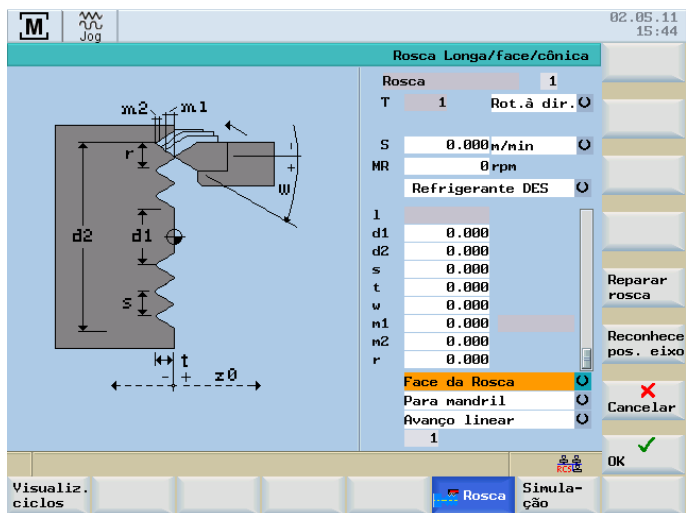 M
Jog
02.05.11
15:44
Rosca Longa/face/cônica
Rosca 1
T 1 Rot.à dir.
S 0.000 m/min
MR 0 rpm
Refrigerante DES
l
d1 0.000
d2 0.000
s 0.000
t 0.000
w 0.000
m1 0.000
m2 0.000
r 0.000
Face da Rosca
Para mandril
Avanço linear
1
m2 m1
r
- + w
d2 d1
s
t
- + z0
Reparar
rosca
Reconhece
pos. eixo
Cancelar
OK
RCS
Visualiz.
ciclos
Rosca
Simula-
ção